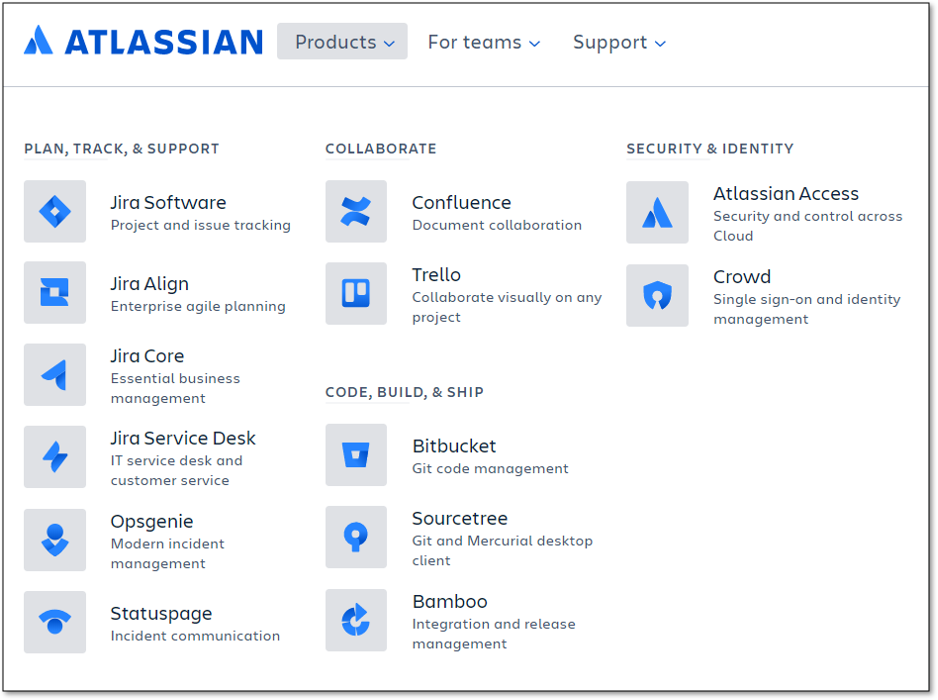 ATLASSIAN Products For teams Support
PLAN, TRACK, & SUPPORT
Jira Software
Project and issue tracking
Jira Align
Enterprise agile planning
Jira Core
Essential business
management
Jira Service Desk
IT service desk and
customer service
Opsgenie
Modern incident
management
Statuspage
Incident communication
COLLABORATE
Confluence
Document collaboration
Trello
Collaborate visually on any
project
CODE, BUILD, & SHIP
Bitbucket
Git code management
Sourcetree
Git and Mercurial desktop
client
Bamboo
Integration and release
management
SECURITY & IDENTITY
Atlassian Access
Security and control across
Cloud
Crowd
Single sign-on and identity
management